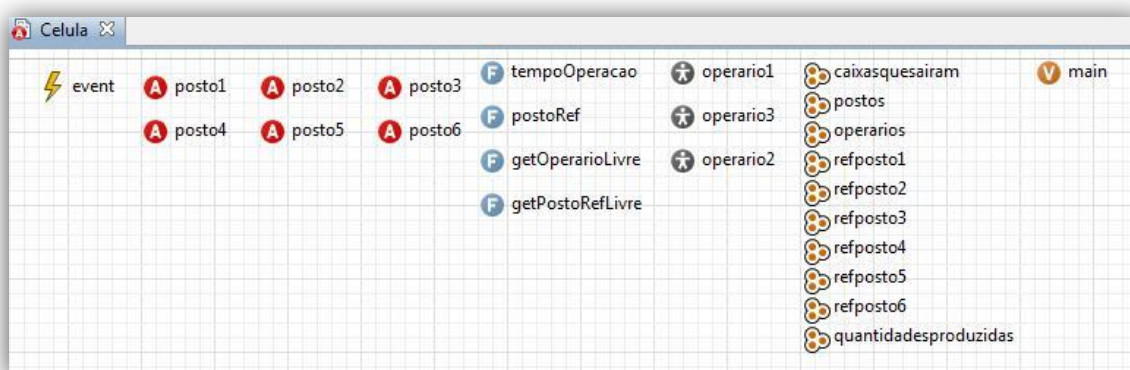 Celula
event
posto1
posto2
posto3
posto4
posto5
posto6
F tempoOperacao
F postoRef
F getOperarioLivre
F getPostoRefLivre
operario1
operario3
operario2
caixasquesairam
postos
operarios
refposto1
refposto2
refposto3
refposto4
refposto5
refposto6
quantidadesproduzidas
V main